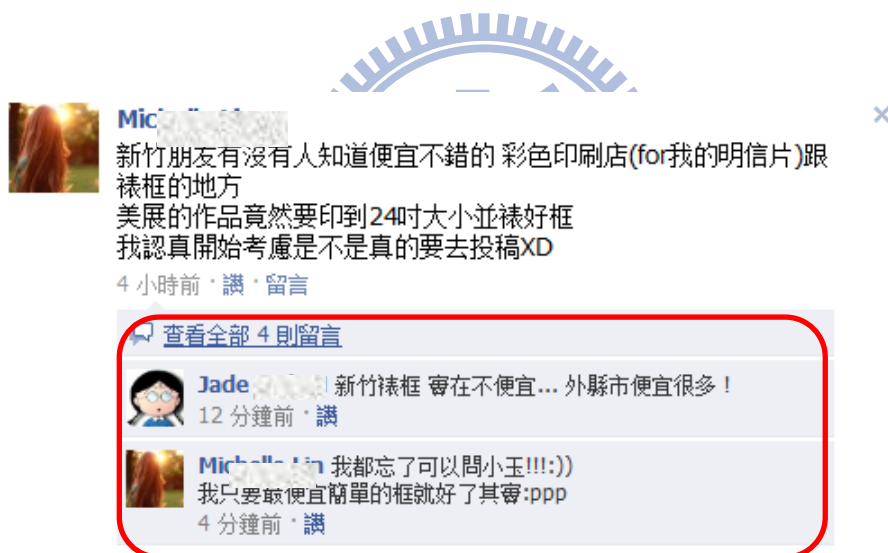 新竹朋友有沒有人知道便宜不錯的 彩色印刷店(for我的明信片)跟
裱框的地方
美展的作品竟然要印到24吋大小並裱好框
我認真開始考慮是不是真的要去投稿XD
4 小時前 · 讚 · 留言
查看全部 4 則留言
Jade 新竹裱框 實在不便宜... 外縣市便宜很多！
12 分鐘前 · 讚
Lin 我都忘了可以問小玉!!!:))
我只要最便宜簡單的框就好了其實:ppp
4 分鐘前 · 讚